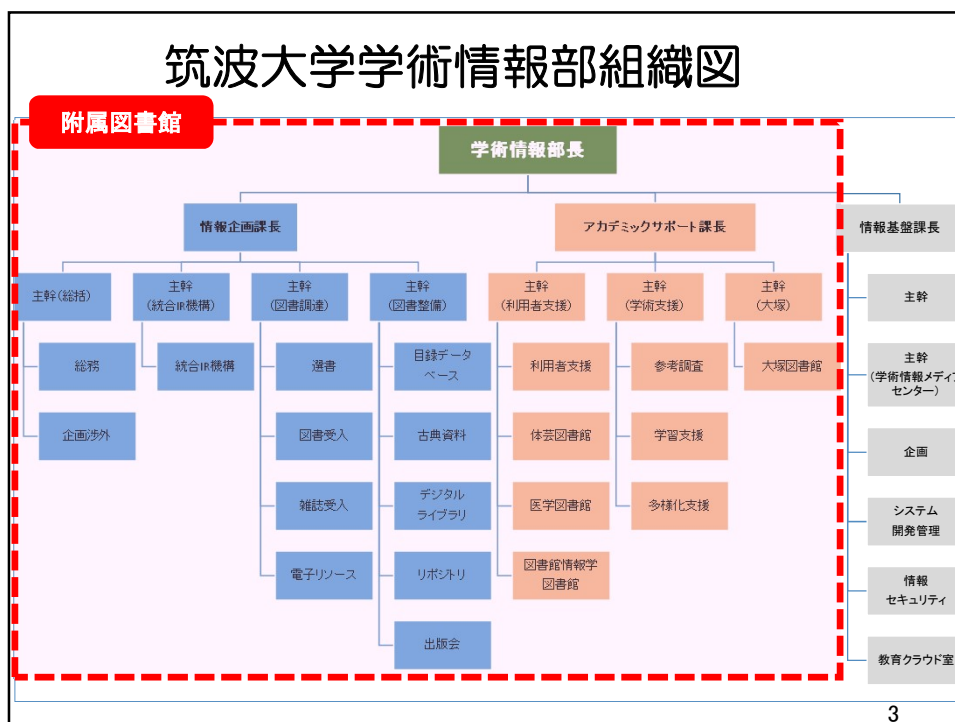 筑波大学学術情報部組織図
附属図書館
学術情報部長
情報企画課長
アカデミックサポート課長
情報基盤課長
主幹(総括)
主幹
(統合IR機構)
主幹
(図書調達)
主幹
(図書整備)
主幹
(利用者支援)
主幹
(学術支援)
主幹
(大塚)
主幹
総務
統合IR機構
選書
目録データ
ベース
利用者支援
参考調査
大塚図書館
主幹
(学術情報メディア
センター)
企画渉外
図書受入
古典資料
体芸図書館
学習支援
企画
雑誌受入
デジタル
ライブラリ
医学図書館
多様化支援
システム
開発管理
電子リソース
リポジトリ
図書館情報学
図書館
情報
セキュリティ
出版会
教育クラウド室
3